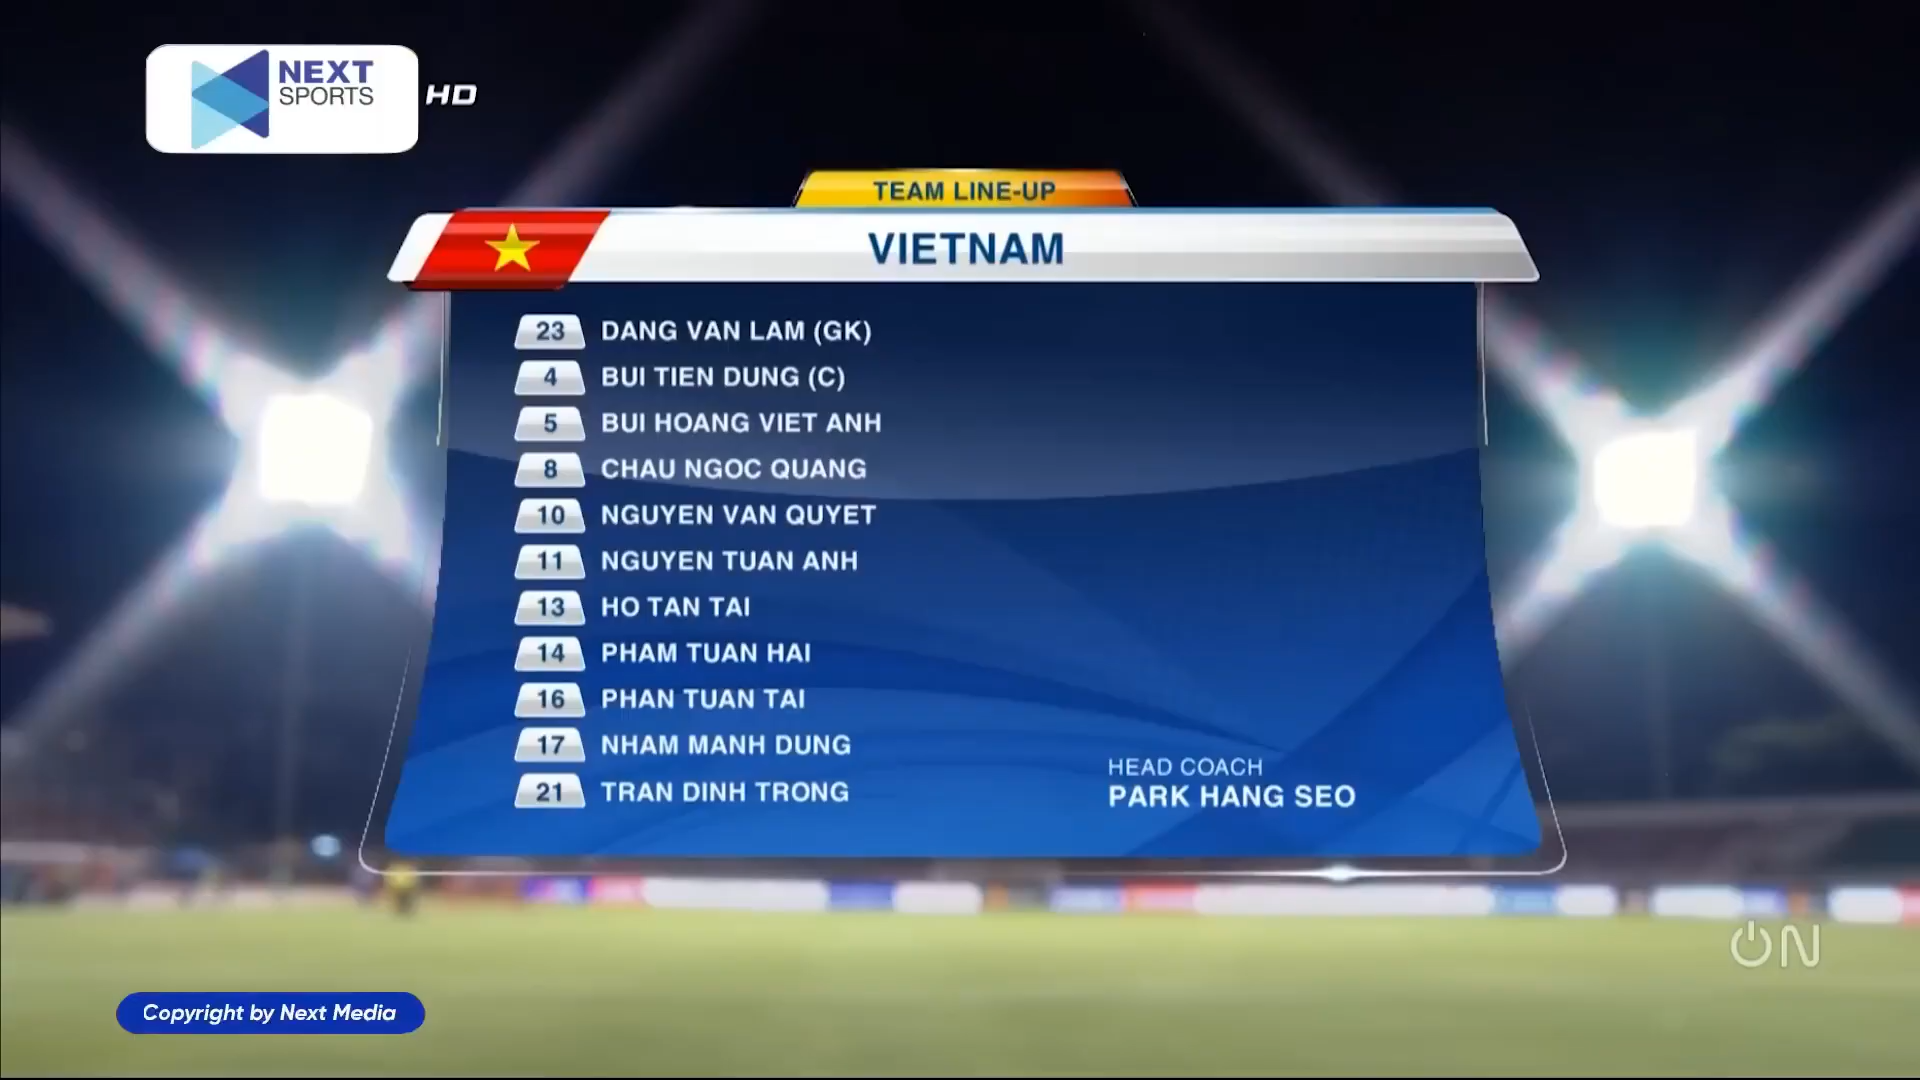 NEXT
SPORTS
HD
TEAM LINE-UP
VIETNAM
23 DANG VAN LAM (GK)
4 BUI TIEN DUNG (C)
5 BUI HOANG VIET ANH
8 CHAU NGOC QUANG
10 NGUYEN VAN QUYET
11 NGUYEN TUAN ANH
13 HO TAN TAI
14 PHAM TUAN HAI
16 PHAN TUAN TAI
17 NHAM MANH DUNG
21 TRAN DINH TRONG
HEAD COACH
PARK HANG SEO
ON
Copyright by Next Media